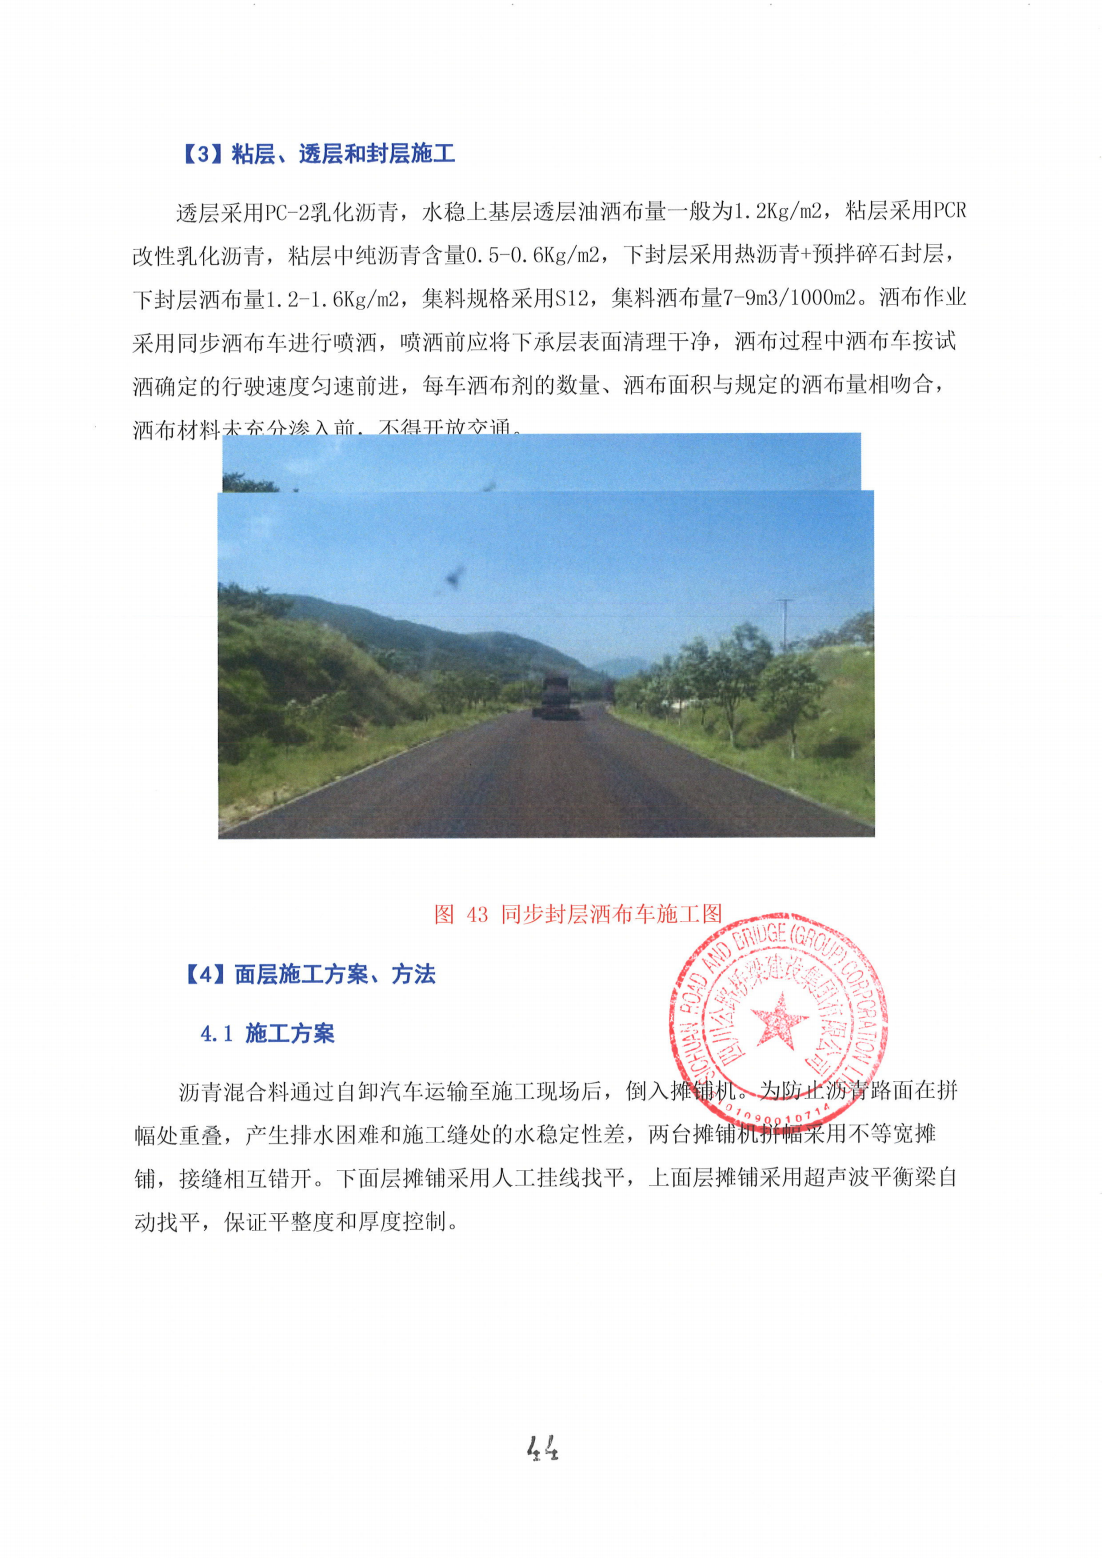 【3】粘层、透层和封层施工
透层采用PC-2乳化沥青，水稳上基层透层油洒布量一般为1.2Kg/m2，粘层采用PCR
改性乳化沥青，粘层中纯沥青含量0.5-0.6Kg/m2，下封层采用热沥青+预拌碎石封层，
下封层洒布量1.2-1.6Kg/m2，集料规格采用S12，集料洒布量7-9m3/1000m2。洒布作业
采用同步洒布车进行喷洒，喷洒前应将下承层表面清理干净，洒布过程中洒布车按试
洒确定的行驶速度匀速前进，每车洒布剂的数量、洒布面积与规定的洒布量相吻合，
洒布材料未充分渗入前，不得开放交通。
图 43 同步封层洒布车施工图
SICHUAN ROAD AND BRIDGE (GROUP) CORPORATION LTD
四川公路桥梁建设集团有限公司
5101090010714
【4】面层施工方案、方法
4.1 施工方案
沥青混合料通过自卸汽车运输至施工现场后，倒入摊铺机。为防止沥青路面在拼
幅处重叠，产生排水困难和施工缝处的水稳定性差，两台摊铺机拼幅采用不等宽摊
铺，接缝相互错开。下面层摊铺采用人工挂线找平，上面层摊铺采用超声波平衡梁自
动找平，保证平整度和厚度控制。
44